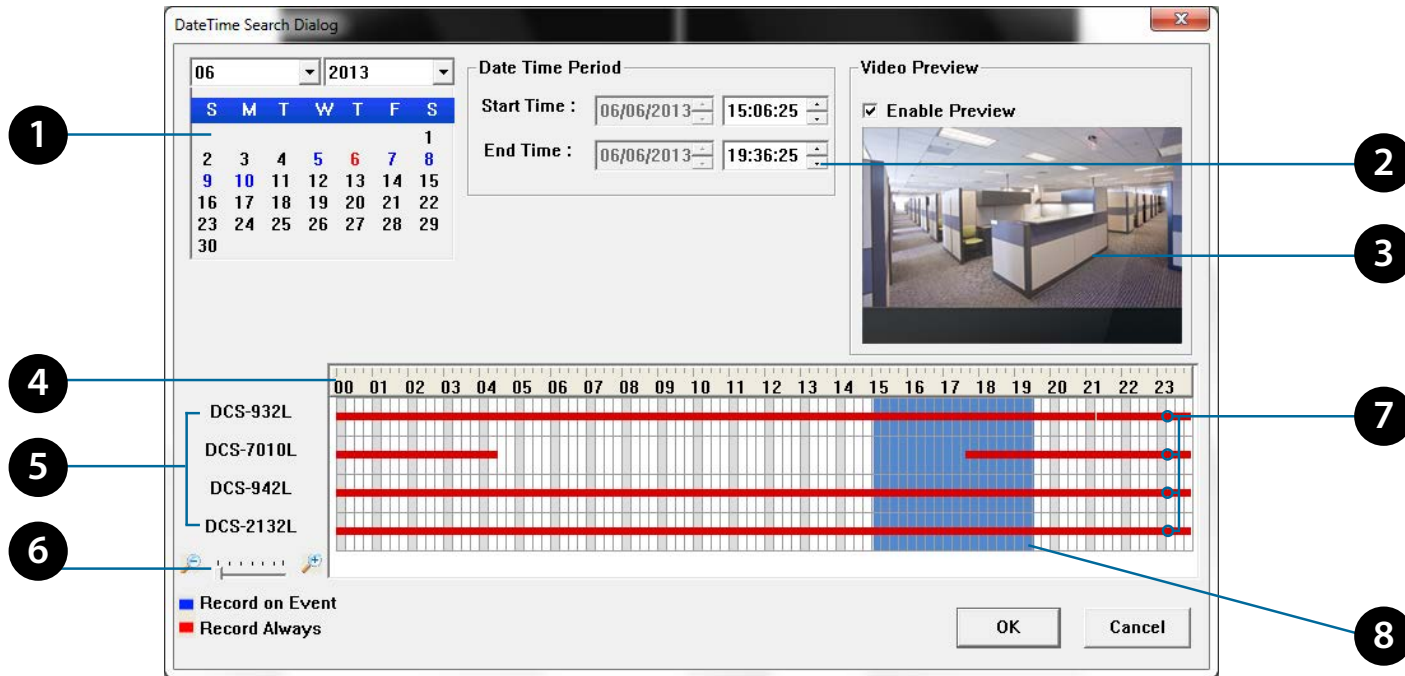 DateTime Search Dialog
06 2013
S M T W T F S
1
2 3 4 5 6 7 8
9 10 11 12 13 14 15
16 17 18 19 20 21 22
23 24 25 26 27 28 29
30
Date Time Period
Start Time : 06/06/2013 15:06:25
End Time : 06/06/2013 19:36:25
Video Preview
Enable Preview
1
2
3
4
00 01 02 03 04 05 06 07 08 09 10 11 12 13 14 15 16 17 18 19 20 21 22 23
DCS-932L
DCS-7010L
DCS-942L
DCS-2132L
5
6
7
8
Record on Event
Record Always
OK
Cancel